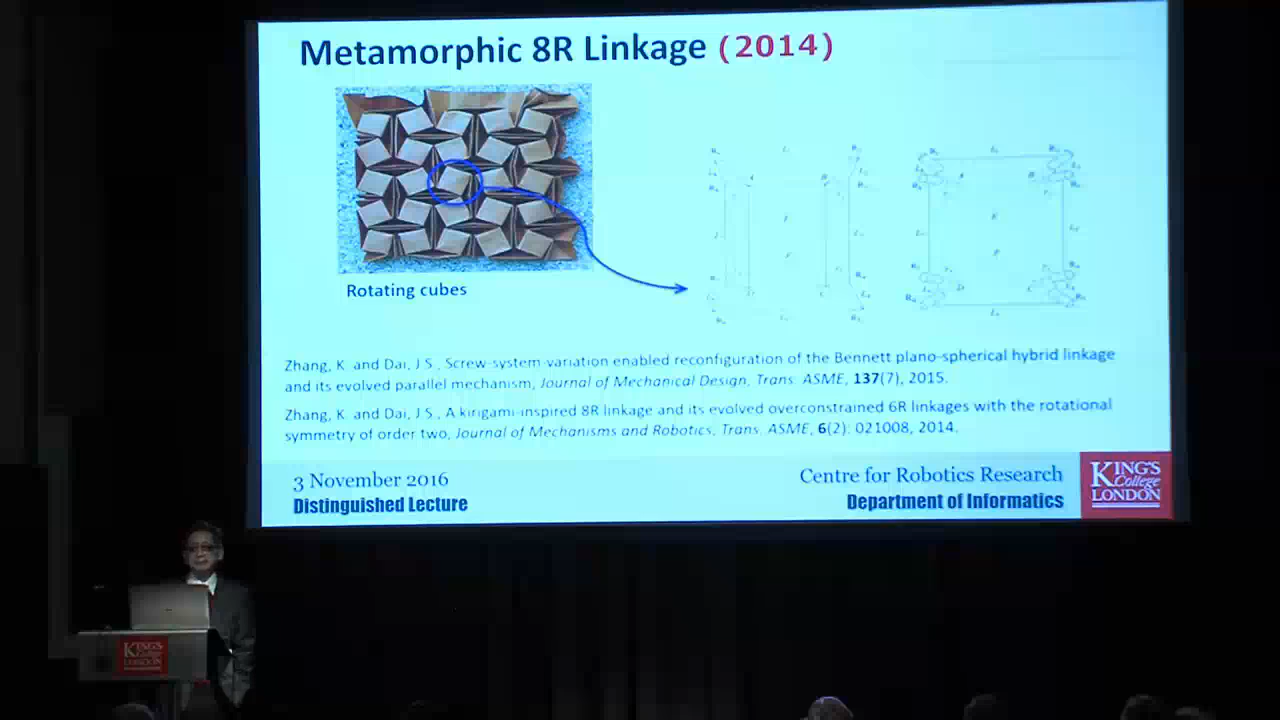 Metamorphic 8R Linkage (2014)
Rotating cubes
Zhang, K. and Dai, J S., Screw-system-variation enabled reconfiguration of the Bennett plano-spherical hybrid linkage
and its evolved parallel mechanism, Journal of Mechanical Design, Trans. ASME, 137(7), 2015.
Zhang, K. and Dai, J S., A kirigami-inspired 8R linkage and its evolved overconstrained 6R linkages with the rotational
symmetry of order two, Journal of Mechanisms and Robotics, Trans. ASME, 6(2): 021008, 2014.
3 November 2016
Distinguished Lecture
Centre for Robotics Research
Department of Informatics
KING'S
College
LONDON
KING'S
College
LONDON